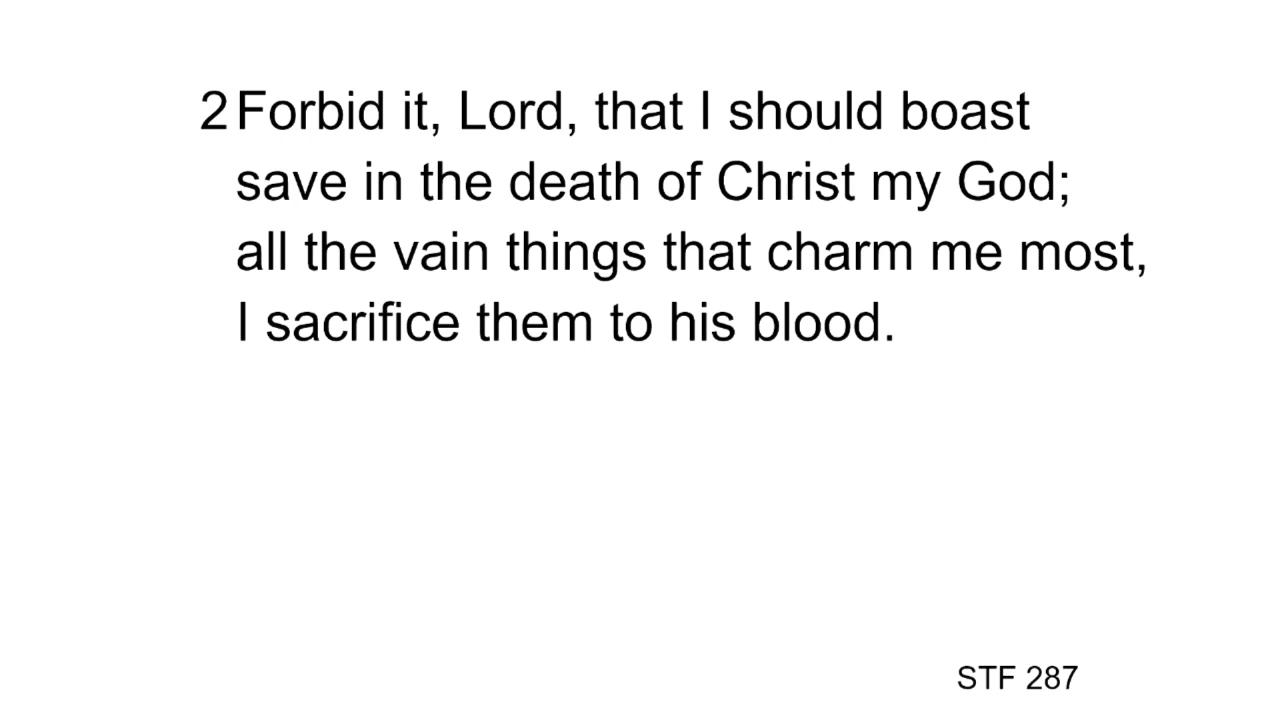 2 Forbid it, Lord, that I should boast
save in the death of Christ my God;
all the vain things that charm me most,
I sacrifice them to his blood.
STF 287